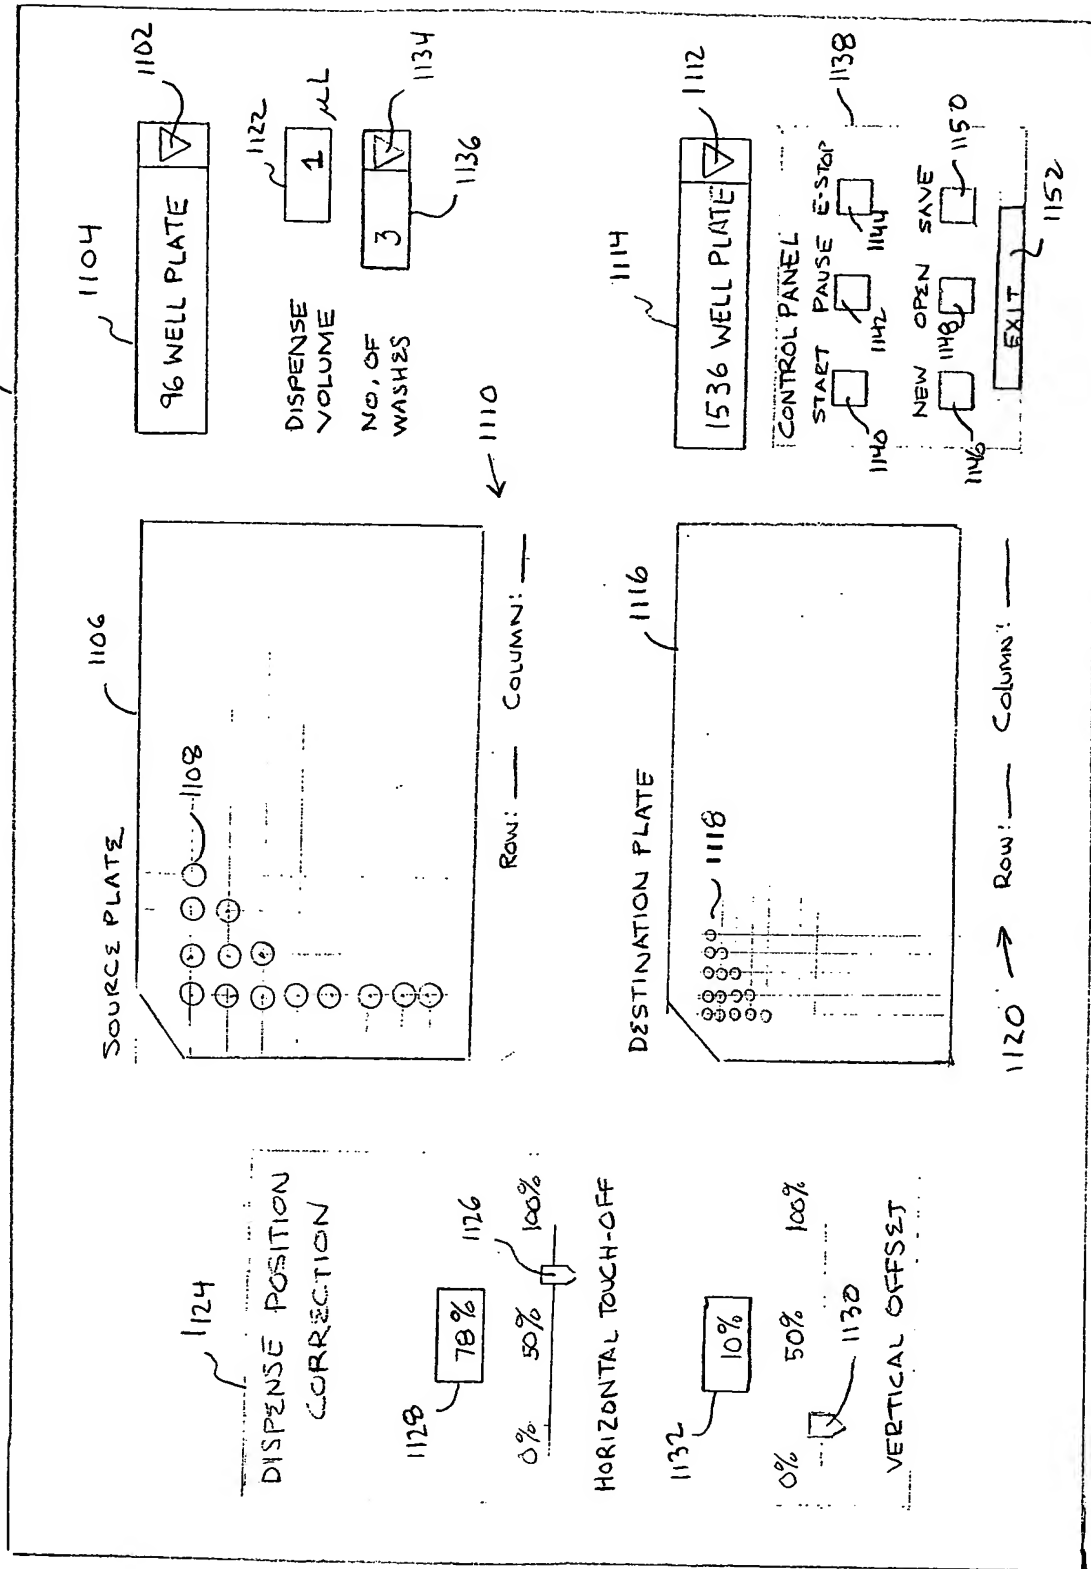 1124
DISPENSE POSITION
CORRECTION
1128
78%
1126
0% 50% 100%
HORIZONTAL TOUCH-OFF
1132
10%
0% 50% 100%
1130
VERTICAL OFFSET
SOURCE PLATE
1106
1108
ROW: COLUMN:
1110
DESTINATION PLATE
1116
1118
1120
ROW: COLUMN:
1104
96 WELL PLATE
1102
DISPENSE
VOLUME
1122
1 µL
NO. OF
WASHES
3
1134
1136
1114
1536 WELL PLATE
1112
CONTROL PANEL
1138
START PAUSE E-STOP
1140
1142
1144
NEW OPEN SAVE
1146
1148
1150
EXIT
1152